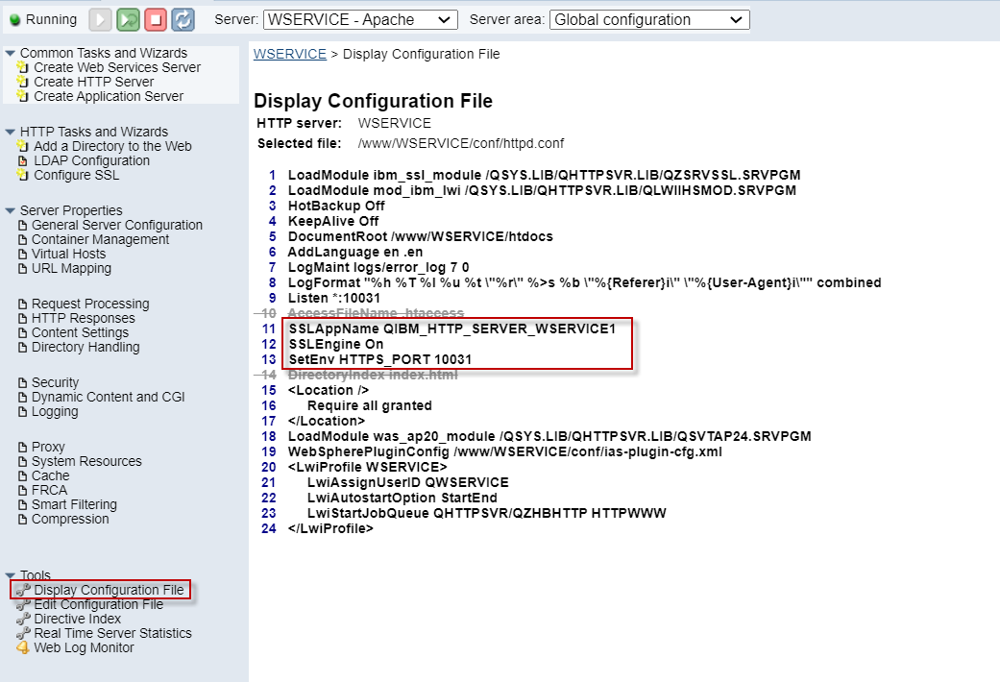 Running Server: WSERVICE - Apache Server area: Global configuration
Common Tasks and Wizards
Create Web Services Server
Create HTTP Server
Create Application Server
HTTP Tasks and Wizards
Add a Directory to the Web
LDAP Configuration
Configure SSL
Server Properties
General Server Configuration
Container Management
Virtual Hosts
URL Mapping
Request Processing
HTTP Responses
Content Settings
Directory Handling
Security
Dynamic Content and CGI
Logging
Proxy
System Resources
Cache
FRCA
Smart Filtering
Compression
Tools
Display Configuration File
Edit Configuration File
Directive Index
Real Time Server Statistics
Web Log Monitor
WSERVICE > Display Configuration File
Display Configuration File
HTTP server: WSERVICE
Selected file: /www/WSERVICE/conf/httpd.conf
1 LoadModule ibm_ssl_module /QSYS.LIB/QHTTPSVR.LIB/QZSRVSSL.SRVPGM
2 LoadModule mod_ibm_lwi /QSYS.LIB/QHTTPSVR.LIB/QLWIIHSMOD.SRVPGM
3 HotBackup Off
4 KeepAlive Off
5 DocumentRoot /www/WSERVICE/htdocs
6 AddLanguage en .en
7 LogMaint logs/error_log 7 0
8 LogFormat "%h %T %l %u %t \"%r\" %>s %b \"%{Referer}i\" \"%{User-Agent}i\"" combined
9 Listen *:10031
10 AccessFileName .htaccess
11 SSLAppName QIBM_HTTP_SERVER_WSERVICE1
12 SSLEngine On
13 SetEnv HTTPS_PORT 10031
14 DirectoryIndex index.html
15 <Location />
16 Require all granted
17 </Location>
18 LoadModule was_ap20_module /QSYS.LIB/QHTTPSVR.LIB/QSVTAP24.SRVPGM
19 WebSpherePluginConfig /www/WSERVICE/conf/ias-plugin-cfg.xml
20 <LwiProfile WSERVICE>
21 LwiAssignUserID QWSERVICE
22 LwiAutostartOption StartEnd
23 LwiStartJobQueue QHTTPSVR/QZHBHTTP HTTPWWW
24 </LwiProfile>